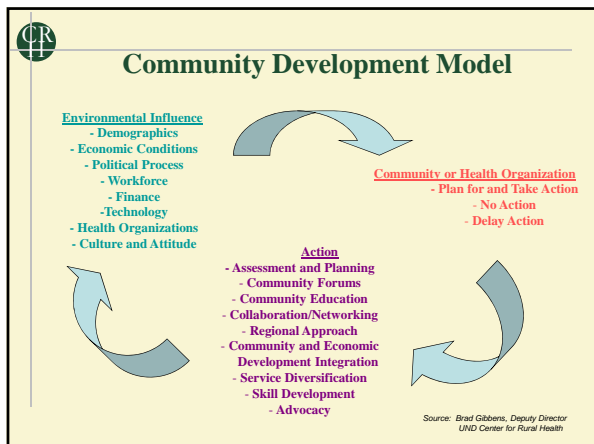 CR
H
Community Development Model
Environmental Influence
- Demographics
- Economic Conditions
- Political Process
- Workforce
- Finance
-Technology
- Health Organizations
- Culture and Attitude
Community or Health Organization
- Plan for and Take Action
- No Action
- Delay Action
Action
- Assessment and Planning
- Community Forums
- Community Education
- Collaboration/Networking
- Regional Approach
- Community and Economic
Development Integration
- Service Diversification
- Skill Development
- Advocacy
Source: Brad Gibbens, Deputy Director
UND Center for Rural Health